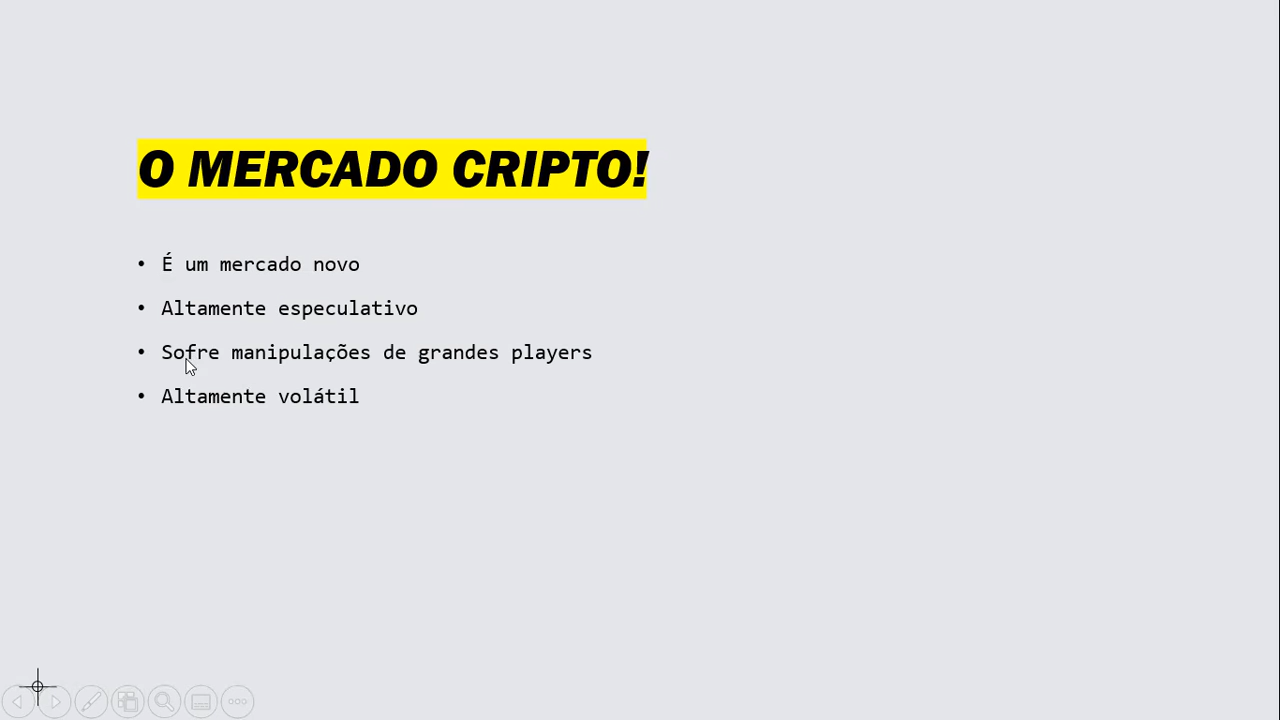 O MERCADO CRIPTO!
• É um mercado novo
• Altamente especulativo
• Sofre manipulações de grandes players
• Altamente volátil